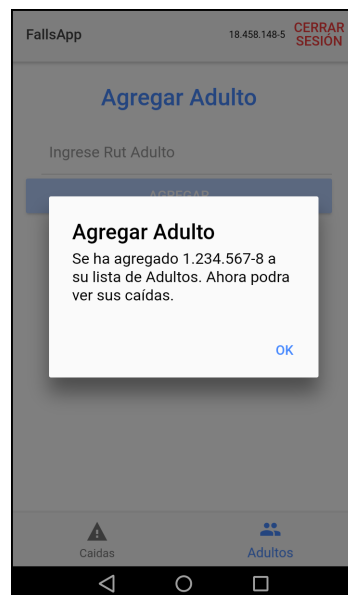 FallsApp
18.458.148-5
CERRAR
SESIÓN
Agregar Adulto
Ingrese Rut Adulto
AGREGAR
Agregar Adulto
Se ha agregado 1.234.567-8 a
su lista de Adultos. Ahora podra
ver sus caídas.
OK
Caidas
Adultos